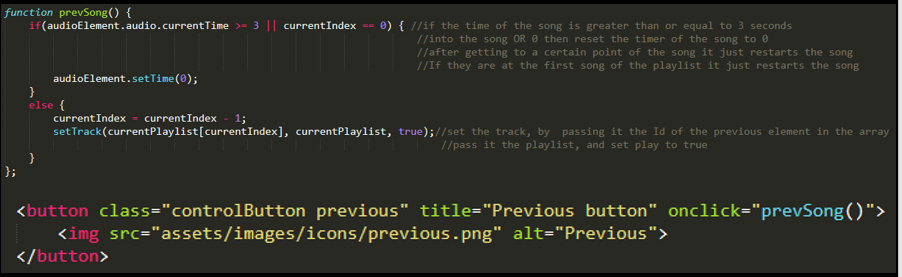 function prevSong() {
if(audioElement.audio.currentTime >= 3 || currentIndex == 0) { //if the time of the song is greater than or equal to 3 seconds
//into the song OR 0 then reset the timer of the song to 0
//after getting to a certain point of the song it just restarts the song
//If they are at the first song of the playlist it just restarts the song
audioElement.setTime(0);
}
else {
currentIndex = currentIndex - 1;
setTrack(currentPlaylist[currentIndex], currentPlaylist, true);//set the track, by  passing it the Id of the previous element in the array
//pass it the playlist, and set play to true
}
};
<button class="controlButton previous" title="Previous button" onclick="prevSong()">
<img src="assets/images/icons/previous.png" alt="Previous">
</button>